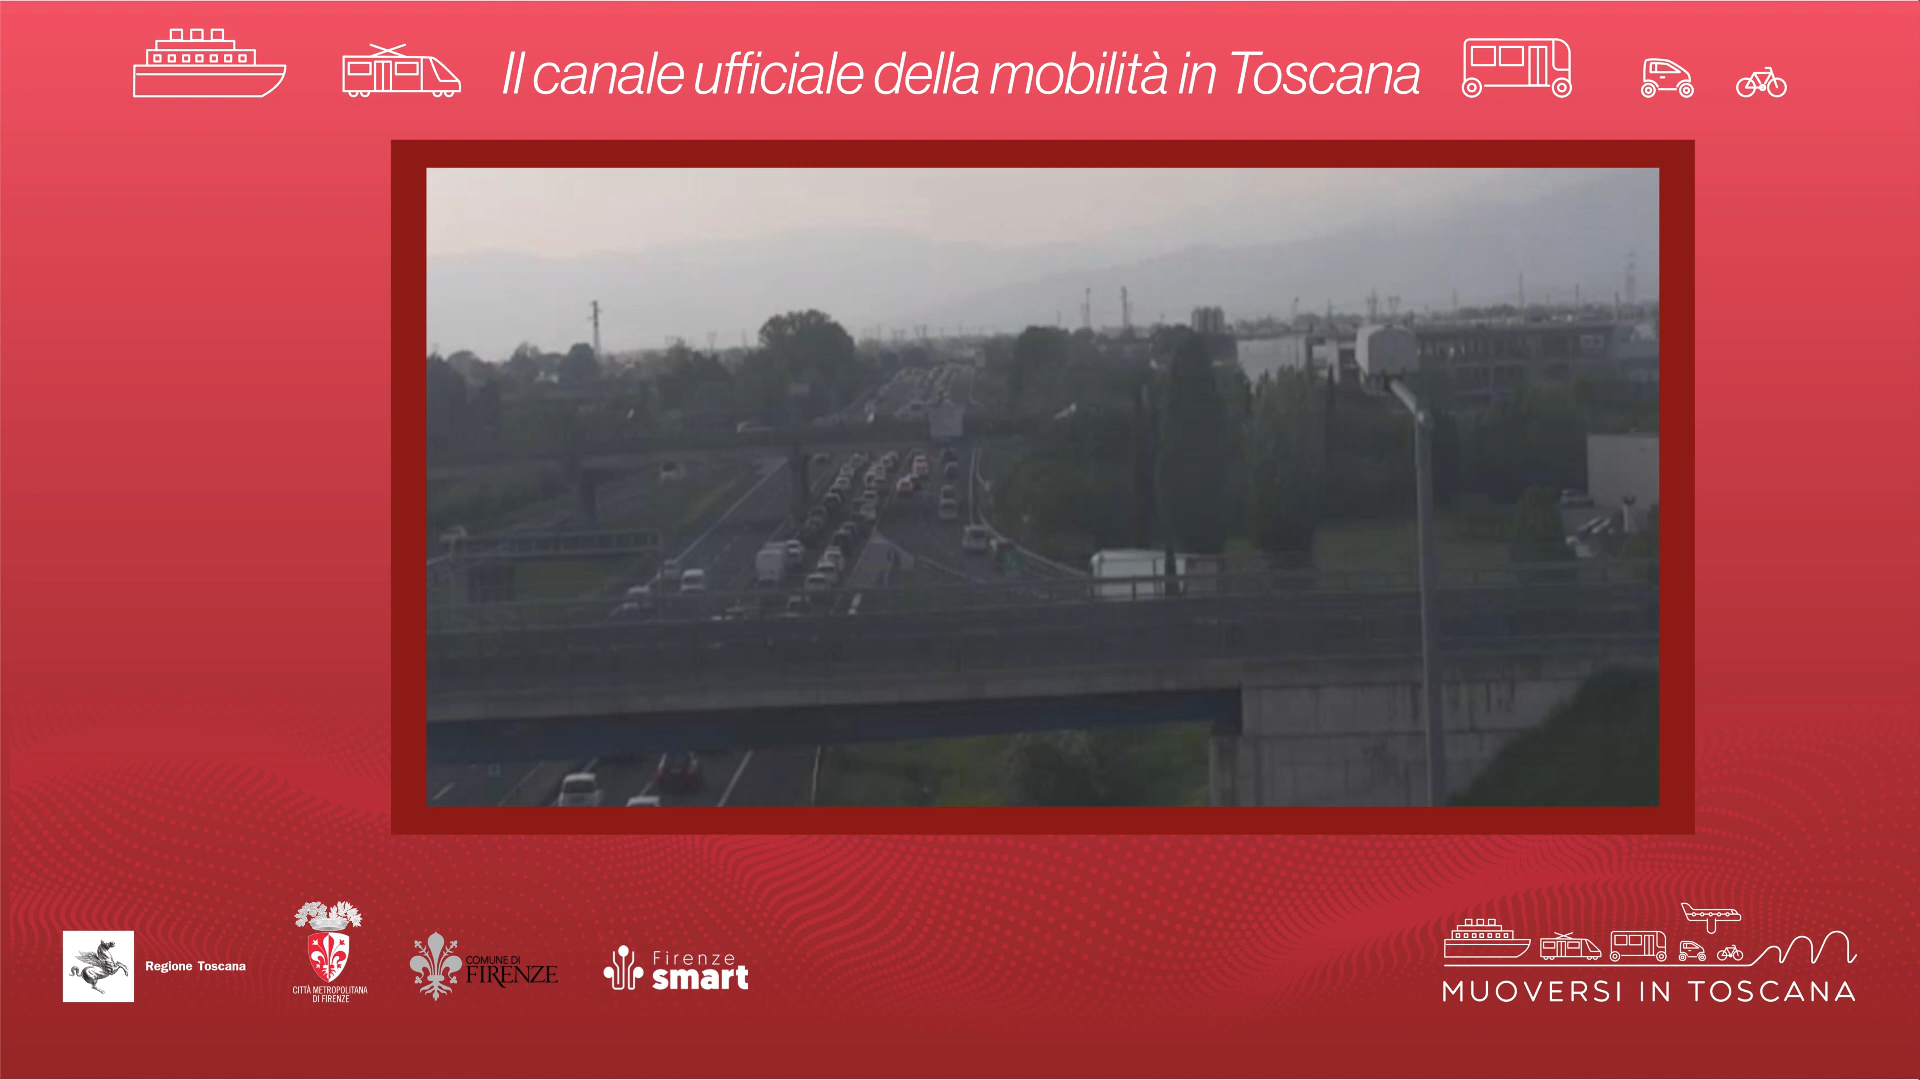 Il canale ufficiale della mobilità in Toscana
Regione Toscana
CITTÀ METROPOLITANA
DI FIRENZE
COMUNE DI
FIRENZE
Firenze
smart
MUOVERSI IN TOSCANA